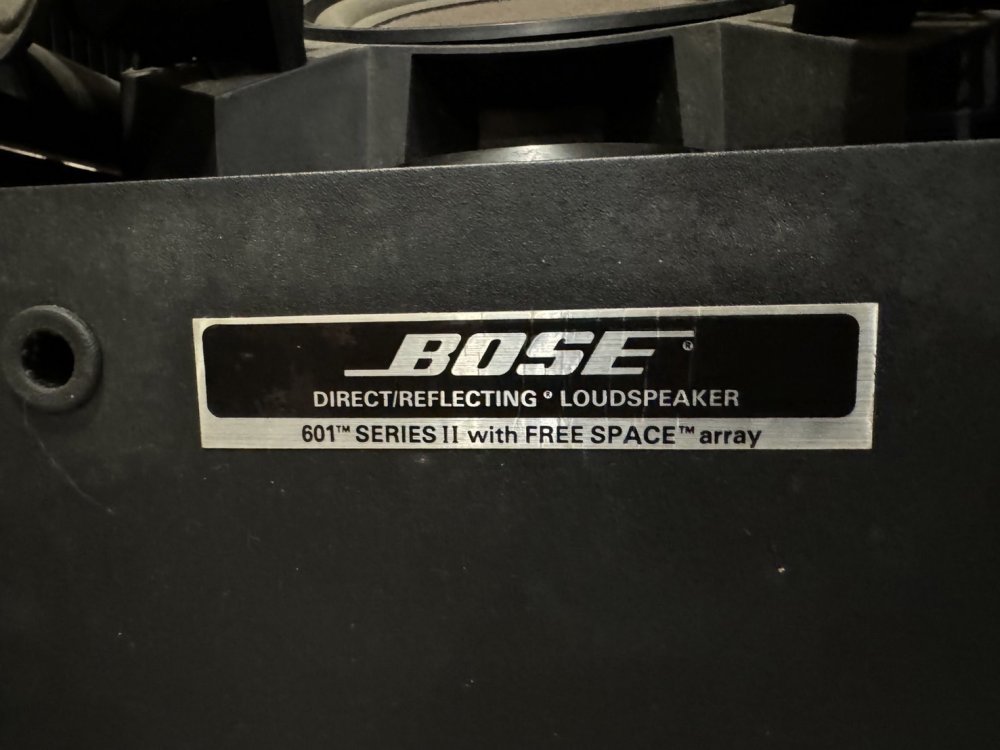 BOSE®
DIRECT/REFLECTING® LOUDSPEAKER
601™ SERIES II with FREE SPACE™ array